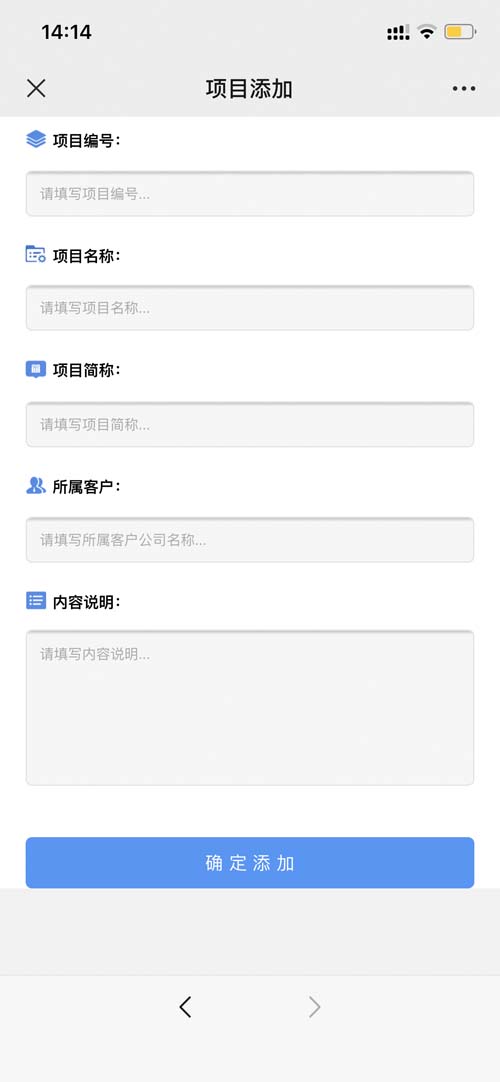 14:14
项目添加
项目编号：
请填写项目编号...
项目名称：
请填写项目名称...
项目简称：
请填写项目简称...
所属客户：
请填写所属客户公司名称...
内容说明：
请填写内容说明...
确定添加